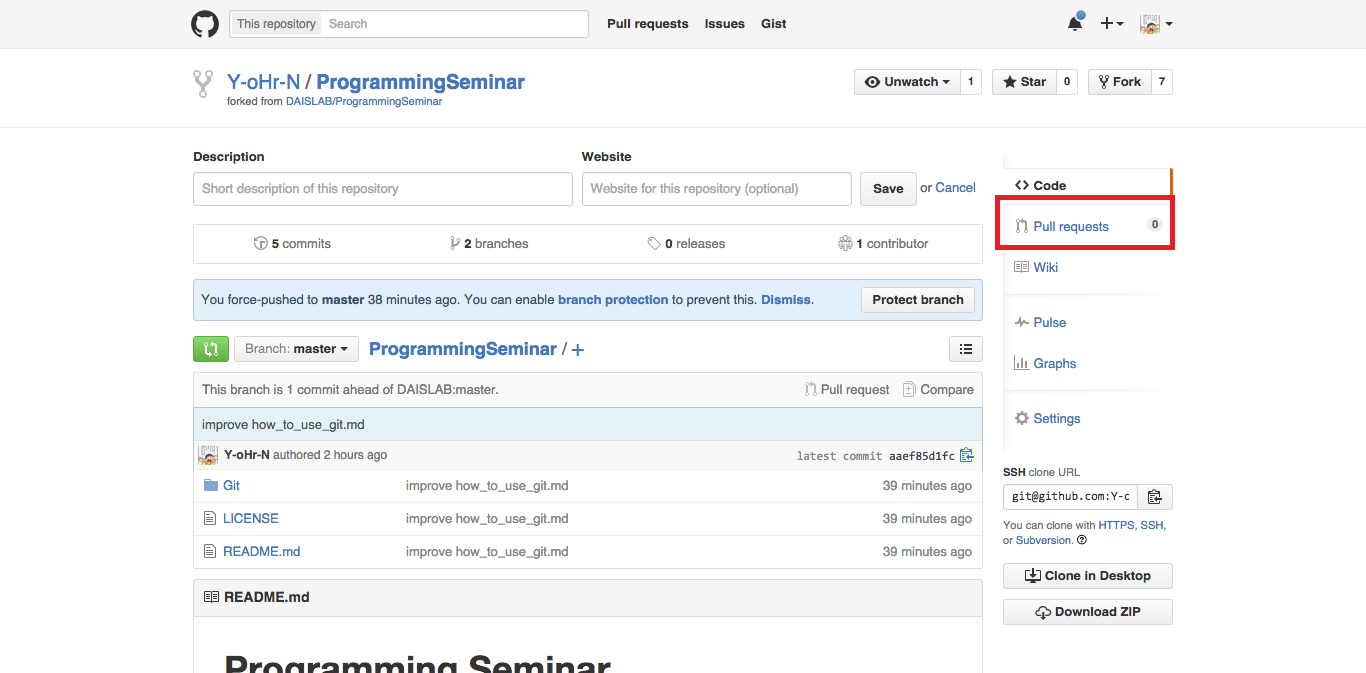 This repository Search Pull requests Issues Gist
Y-oHr-N / ProgrammingSeminar
forked from DAISLAB/ProgrammingSeminar
Unwatch 1 Star 0 Fork 7
Description
Short description of this repository
Website
Website for this repository (optional)
Save or Cancel
5 commits 2 branches 0 releases 1 contributor
You force-pushed to master 38 minutes ago. You can enable branch protection to prevent this. Dismiss.
Protect branch
Branch: master ProgrammingSeminar / +
This branch is 1 commit ahead of DAISLAB:master. Pull request Compare
improve how_to_use_git.md
Y-oHr-N authored 2 hours ago latest commit aaef85d1fc
Git improve how_to_use_git.md 39 minutes ago
LICENSE improve how_to_use_git.md 39 minutes ago
README.md improve how_to_use_git.md 39 minutes ago
README.md
Programming Seminar
Code
Pull requests 0
Wiki
Pulse
Graphs
Settings
SSH clone URL
git@github.com:Y-o
You can clone with HTTPS, SSH,
or Subversion.
Clone in Desktop
Download ZIP